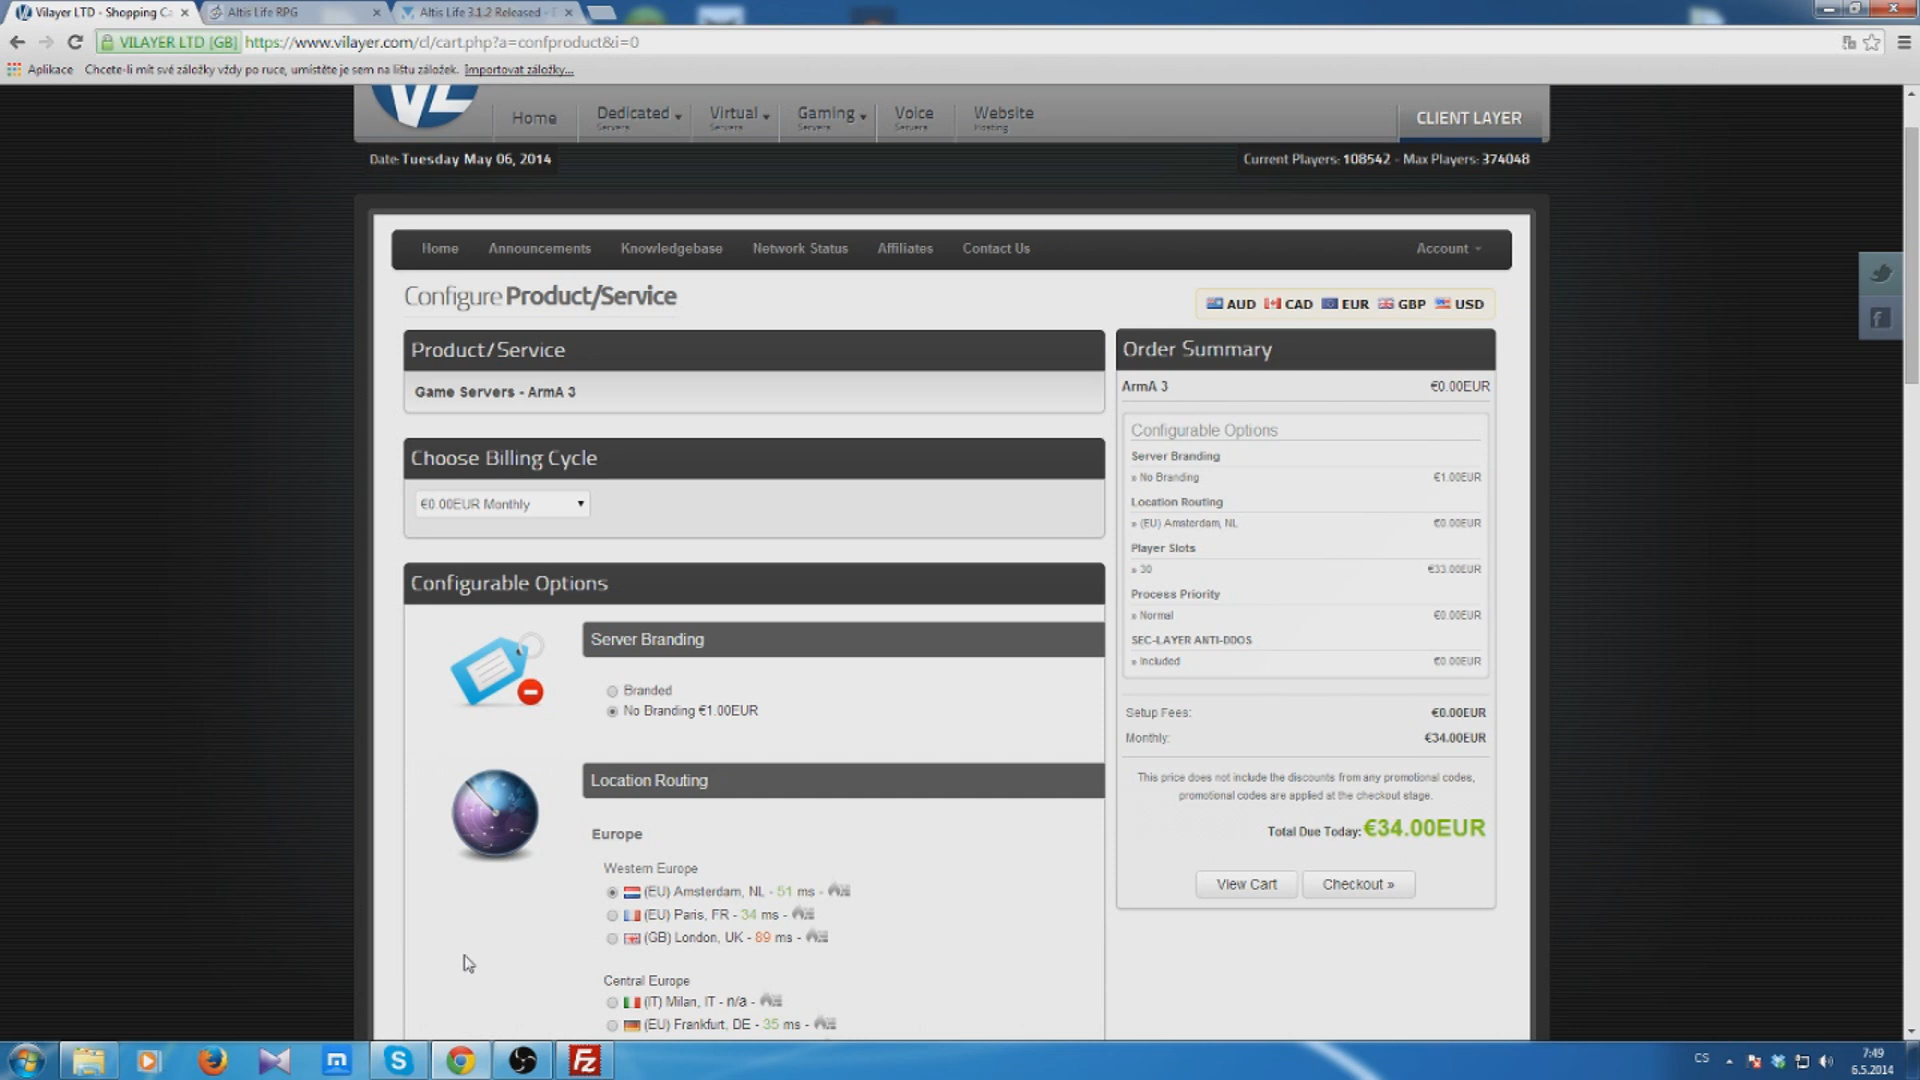 Vilayer LTD - Shopping Ca
Altis Life RPG
Altis Life 3.1.2 Released -
VILAYER LTD [GB] https://www.vilayer.com/cl/cart.php?a=confproduct&i=0
Aplikace Chcete-li mít své záložky vždy po ruce, umístěte je sem na lištu záložek. Importovat záložky...
Home
Dedicated
Servers
Virtual
Servers
Gaming
Servers
Voice
Servers
Website
Hosting
CLIENT LAYER
Date: Tuesday May 06, 2014
Current Players: 108542 - Max Players: 374048
Home Announcements Knowledgebase Network Status Affiliates Contact Us Account
Configure Product/Service
AUD CAD EUR GBP USD
Product/Service
Game Servers - ArmA 3
Choose Billing Cycle
€0.00EUR Monthly
Configurable Options
Server Branding
Branded
No Branding €1.00EUR
Location Routing
Europe
Western Europe
(EU) Amsterdam, NL - 51 ms -
(EU) Paris, FR - 34 ms -
(GB) London, UK - 89 ms -
Central Europe
(IT) Milan, IT - n/a -
(EU) Frankfurt, DE - 35 ms -
Order Summary
ArmA 3 €0.00EUR
Configurable Options
Server Branding
» No Branding €1.00EUR
Location Routing
» (EU) Amsterdam, NL €0.00EUR
Player Slots
» 30 €33.00EUR
Process Priority
» Normal €0.00EUR
SEC-LAYER ANTI-DDOS
» Included €0.00EUR
Setup Fees: €0.00EUR
Monthly: €34.00EUR
This price does not include the discounts from any promotional codes,
promotional codes are applied at the checkout stage.
Total Due Today: €34.00EUR
View Cart
Checkout »
CS
7:49
6.5.2014